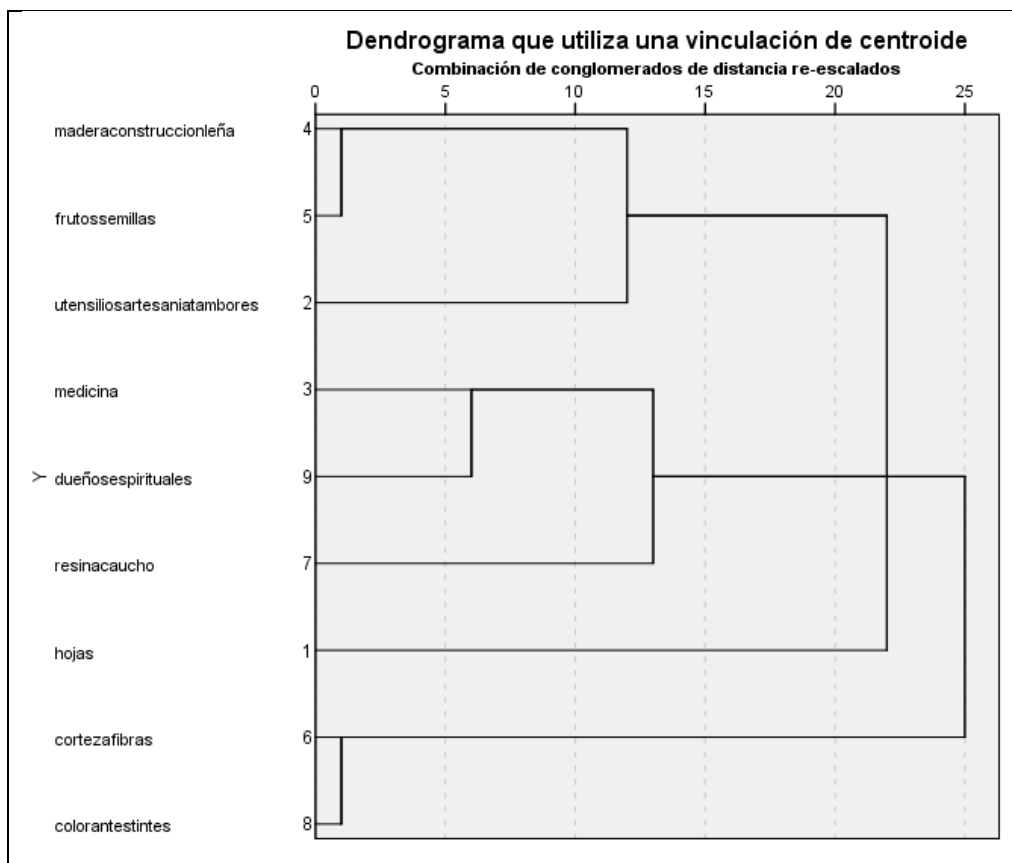 Dendrograma que utiliza una vinculación de centroide
Combinación de conglomerados de distancia re-escalados
0 5 10 15 20 25
maderaconstruccionleña 4
frutossemillas 5
utensiliosartesaniatambores 2
medicina 3
Y dueñosespirituales 9
resinacaucho 7
hojas 1
cortezafibras 6
colorantestintes 8